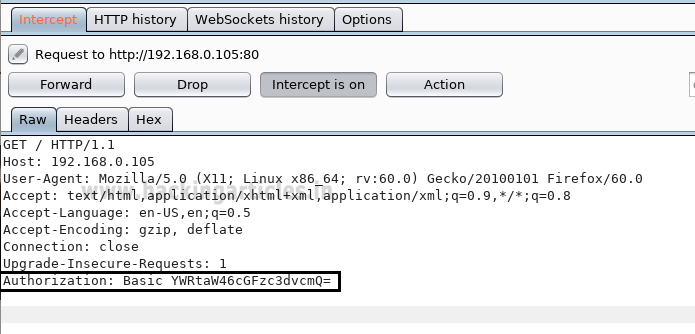 Intercept HTTP history WebSockets history Options
Request to http://192.168.0.105:80
Forward Drop Intercept is on Action
Raw Headers Hex
GET / HTTP/1.1
Host: 192.168.0.105
User-Agent: Mozilla/5.0 (X11; Linux x86_64; rv:60.0) Gecko/20100101 Firefox/60.0
www.hackingarticles.in
Accept: text/html,application/xhtml+xml,application/xml;q=0.9,*/*;q=0.8
Accept-Language: en-US,en;q=0.5
Accept-Encoding: gzip, deflate
Connection: close
Upgrade-Insecure-Requests: 1
Authorization: Basic YWRtaW46cGFzc3dvcmQ=